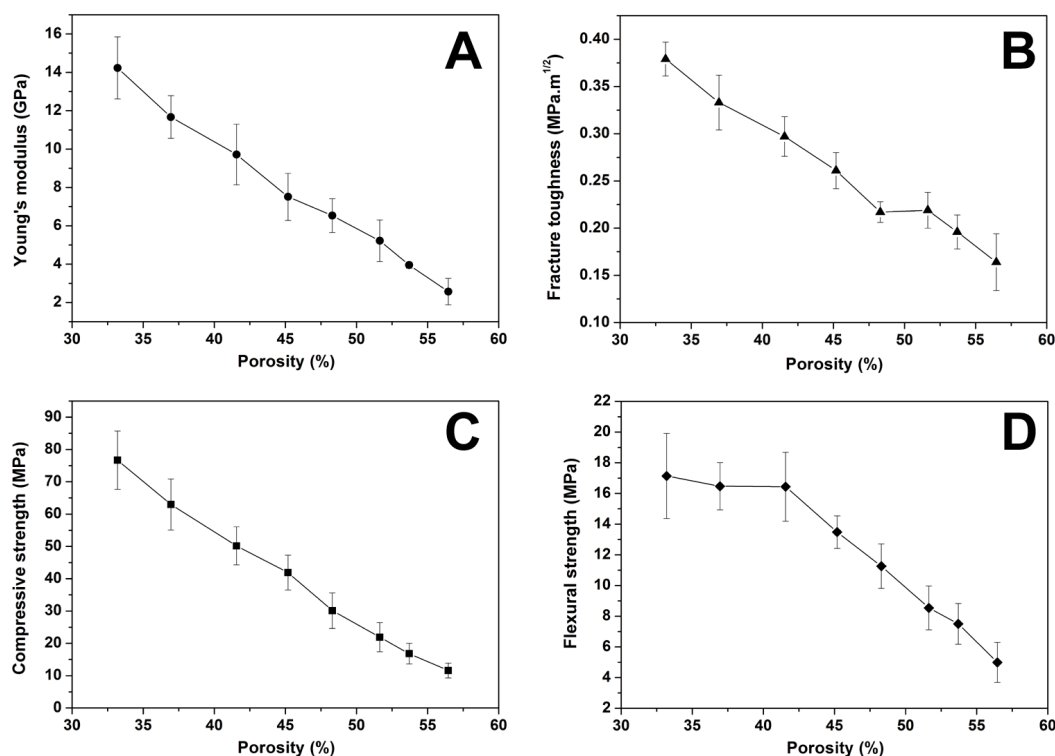 A
16
14
12
10
8
6
4
2
Young's modulus (GPa)
30 35 40 45 50 55 60
Porosity (%)
B
0.40
0.35
0.30
0.25
0.20
0.15
0.10
Fracture toughness (MPa.m1/2)
30 35 40 45 50 55 60
Porosity (%)
C
90
80
70
60
50
40
30
20
10
0
Compressive strength (MPa)
30 35 40 45 50 55 60
Porosity (%)
D
22
20
18
16
14
12
10
8
6
4
2
Flexural strength (MPa)
30 35 40 45 50 55 60
Porosity (%)